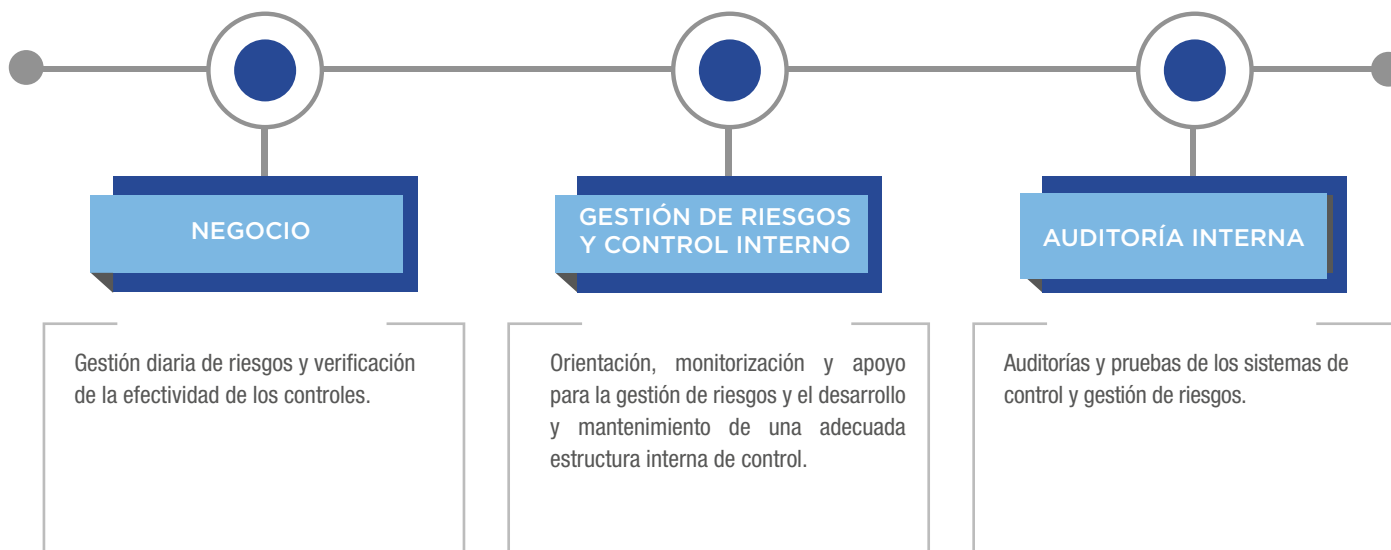 NEGOCIO
Gestión diaria de riesgos y verificación
de la efectividad de los controles.
GESTIÓN DE RIESGOS
Y CONTROL INTERNO
Orientación, monitorización y apoyo
para la gestión de riesgos y el desarrollo
y mantenimiento de una adecuada
estructura interna de control.
AUDITORÍA INTERNA
Auditorías y pruebas de los sistemas de
control y gestión de riesgos.